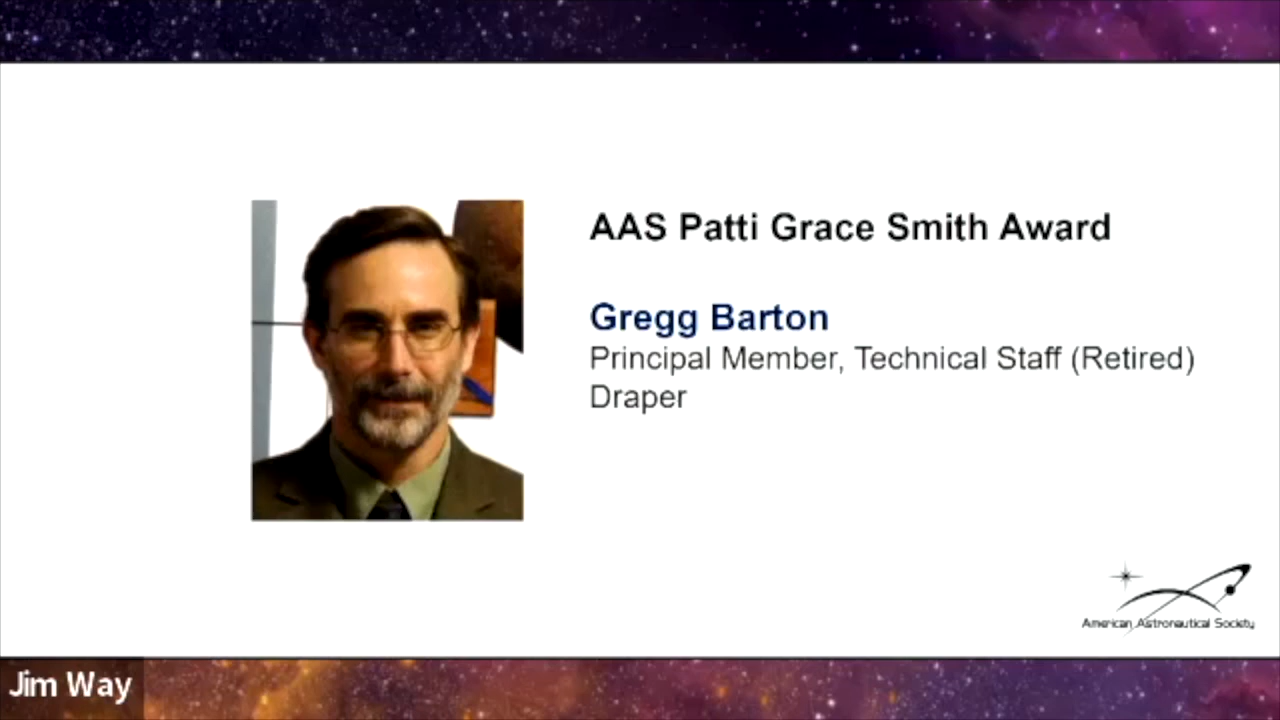 AAS Patti Grace Smith Award
Gregg Barton
Principal Member, Technical Staff (Retired)
Draper
American Astronautical Society
Jim Way